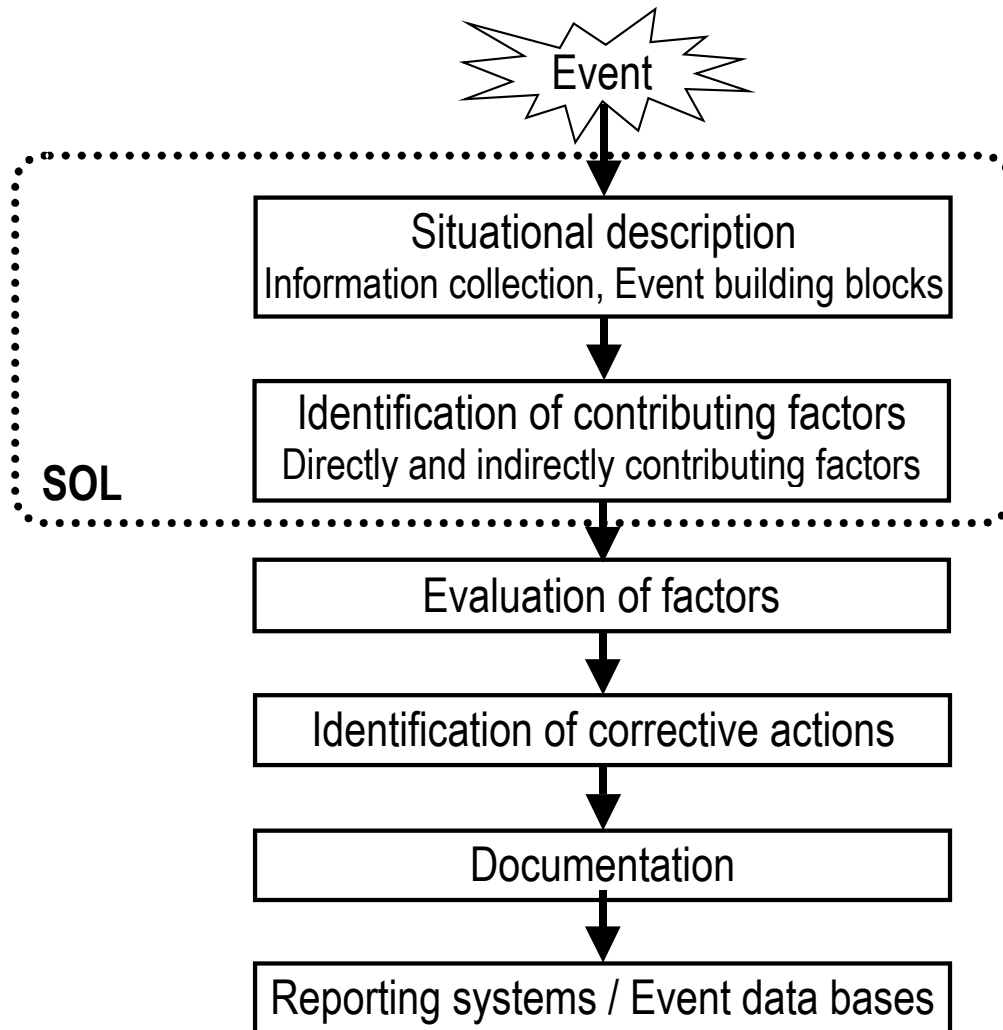 Event
Situational description
Information collection, Event building blocks
Identification of contributing factors
Directly and indirectly contributing factors
SOL
Evaluation of factors
Identification of corrective actions
Documentation
Reporting systems / Event data bases